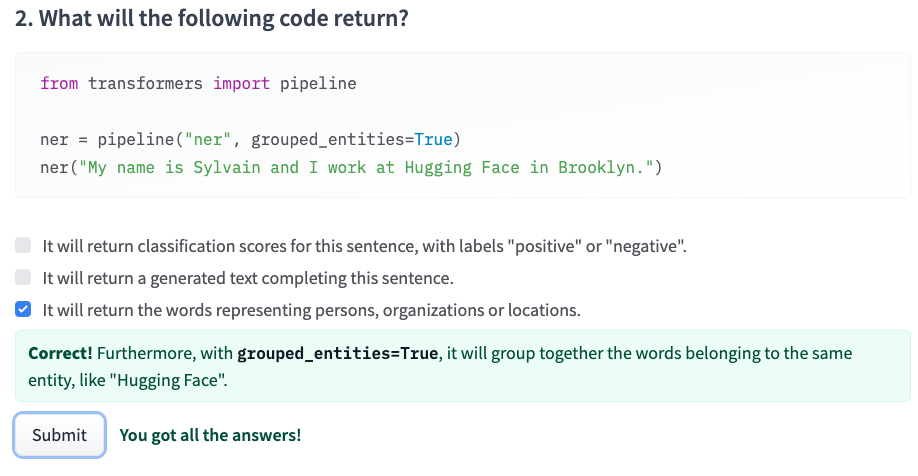 2. What will the following code return?
from transformers import pipeline
ner = pipeline("ner", grouped_entities=True)
ner("My name is Sylvain and I work at Hugging Face in Brooklyn.")
It will return classification scores for this sentence, with labels "positive" or "negative".
It will return a generated text completing this sentence.
It will return the words representing persons, organizations or locations.
Correct! Furthermore, with grouped_entities=True, it will group together the words belonging to the same
entity, like "Hugging Face".
Submit You got all the answers!